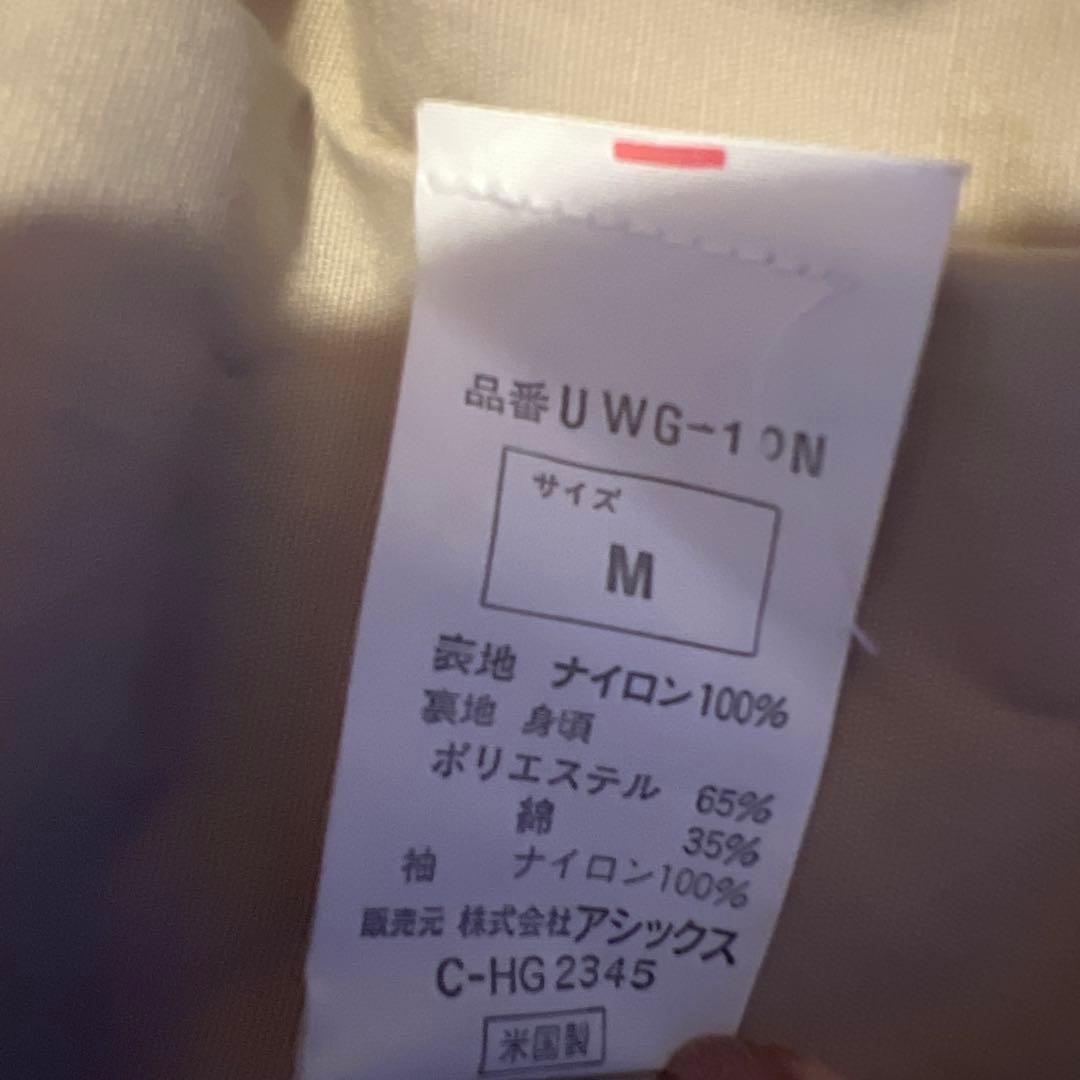 品番UWG-10N
サイズ
M
表地 ナイロン100%
裏地 身頃
ポリエステル 65%
綿 35%
袖 ナイロン100%
販売元 株式会社アシックス
C-HG2345
米国製